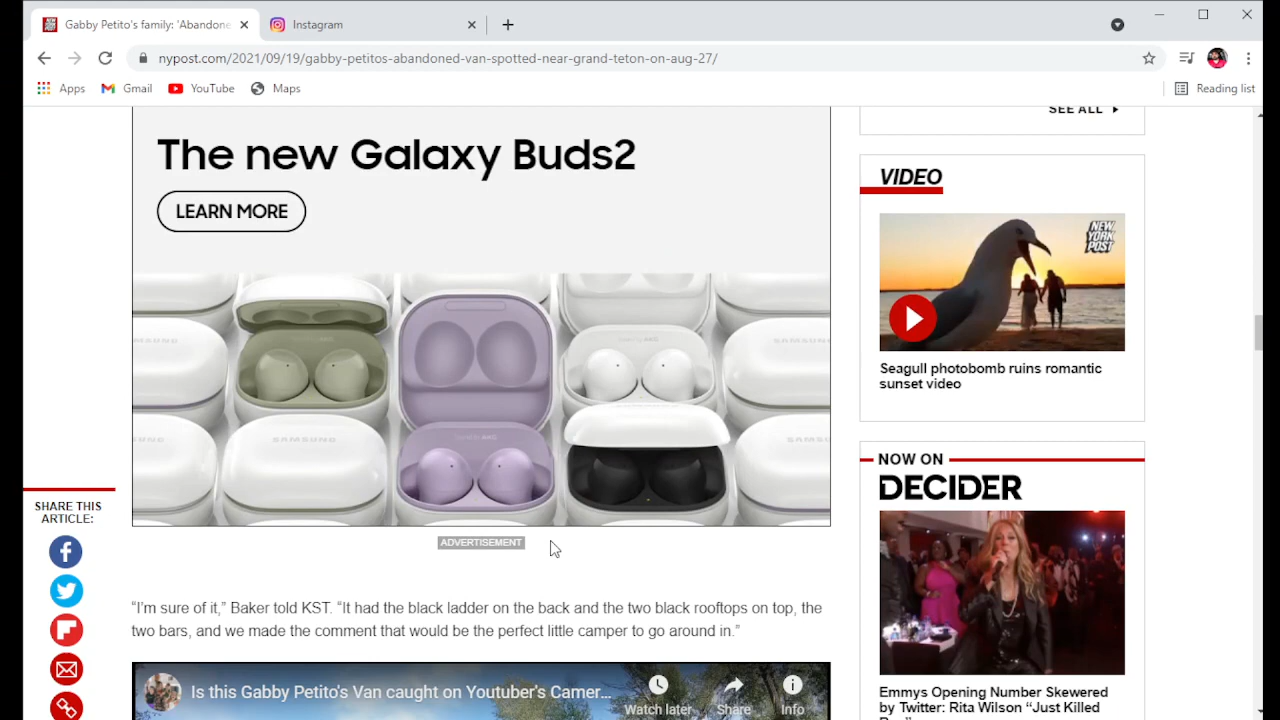 Gabby Petito's family: 'Abandone
Instagram
nypost.com/2021/09/19/gabby-petitos-abandoned-van-spotted-near-grand-teton-on-aug-27/
Apps
Gmail
YouTube
Maps
Reading list
The new Galaxy Buds2
LEARN MORE
SAMSUNG
SAMSUNG
ADVERTISEMENT
SHARE THIS
ARTICLE:
“I’m sure of it,” Baker told KST. “It had the black ladder on the back and the two black rooftops on top, the
two bars, and we made the comment that would be the perfect little camper to go around in.”
Is this Gabby Petito's Van caught on Youtuber's Camer...
Watch later
Share
Info
SEE ALL
VIDEO
NEW
YORK
POST
Seagull photobomb ruins romantic
sunset video
NOW ON
DECIDER
Emmys Opening Number Skewered
by Twitter: Rita Wilson “Just Killed